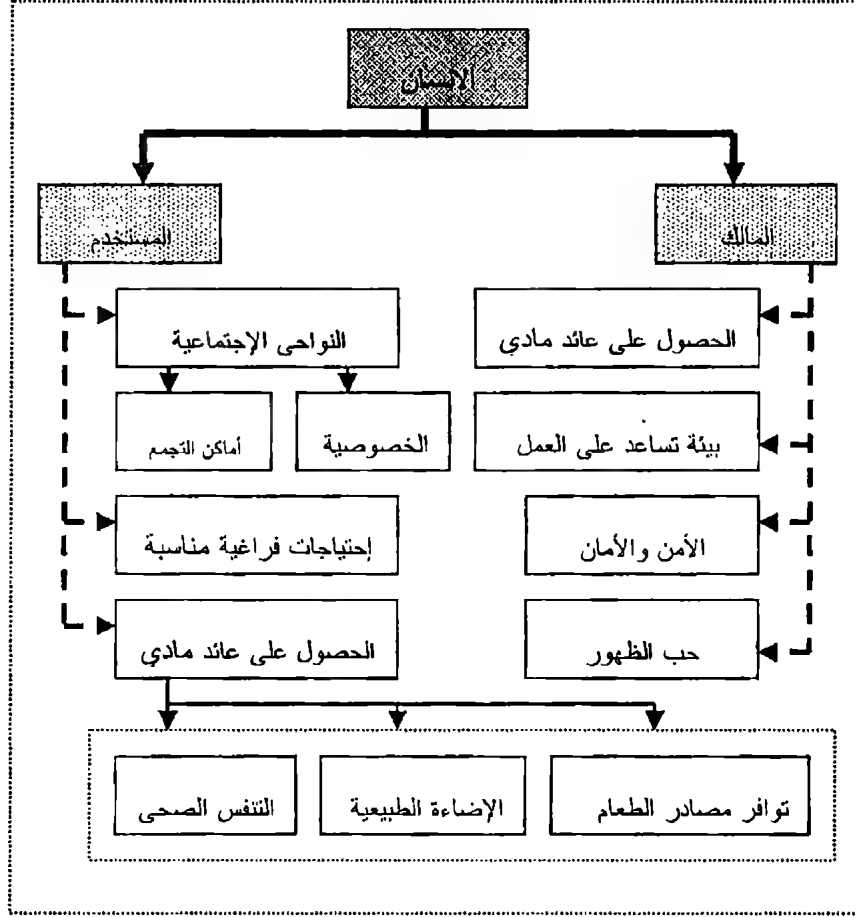 الإنسان
المالك
المستخدم
الحصول على عائد مادي
النواحى الإجتماعية
بيئة تساعد على العمل
الخصوصية
أماكن التجمع
الأمن والأمان
إحتياجات فراغية مناسبة
حب الظهور
الحصول على عائد مادي
توافر مصادر الطعام
الإضاءة الطبيعية
التنفس الصحى